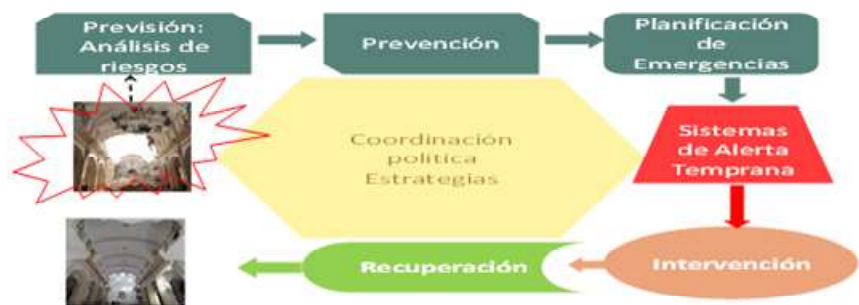 Previsión:
Análisis de
riesgos
Prevención
Planificación
de
Emergencias
Coordinación
política
Estrategias
Sistemas
de Alerta
Temprana
Recuperación
Intervención